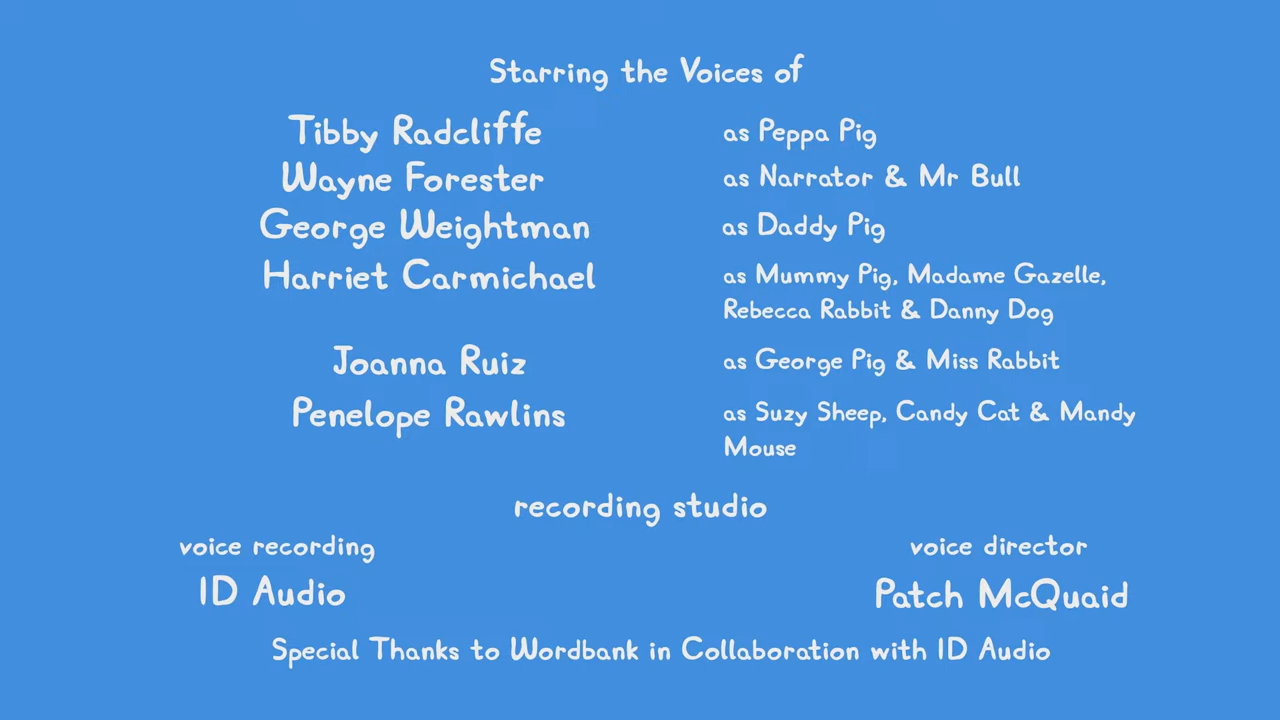 Starring the Voices of
Tibby Radcliffe as Peppa Pig
Wayne Forester as Narrator & Mr Bull
George Weightman as Daddy Pig
Harriet Carmichael as Mummy Pig, Madame Gazelle,
Rebecca Rabbit & Danny Dog
Joanna Ruiz as George Pig & Miss Rabbit
Penelope Rawlins as Suzy Sheep, Candy Cat & Mandy
Mouse
recording studio
voice recording voice director
ID Audio Patch McQuaid
Special Thanks to Wordbank in Collaboration with ID Audio